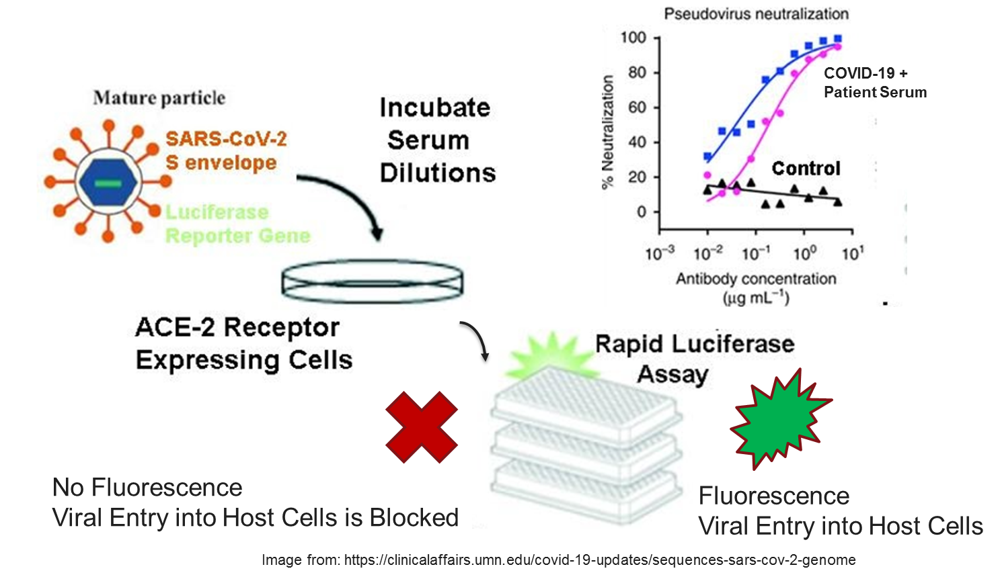 Pseudovirus neutralization
100
80
60
40
20
0
% Neutralization
COVID-19 +
Patient Serum
Control
10⁻³ 10⁻² 10⁻¹ 10⁰ 10¹
Antibody concentration
(µg mL⁻¹)
Mature particle
SARS-CoV-2
S envelope
Luciferase
Reporter Gene
Incubate
Serum
Dilutions
ACE-2 Receptor
Expressing Cells
Rapid Luciferase
Assay
No Fluorescence
Viral Entry into Host Cells is Blocked
Fluorescence
Viral Entry into Host Cells
Image from: https://clinicalaffairs.umn.edu/covid-19-updates/sequences-sars-cov-2-genome